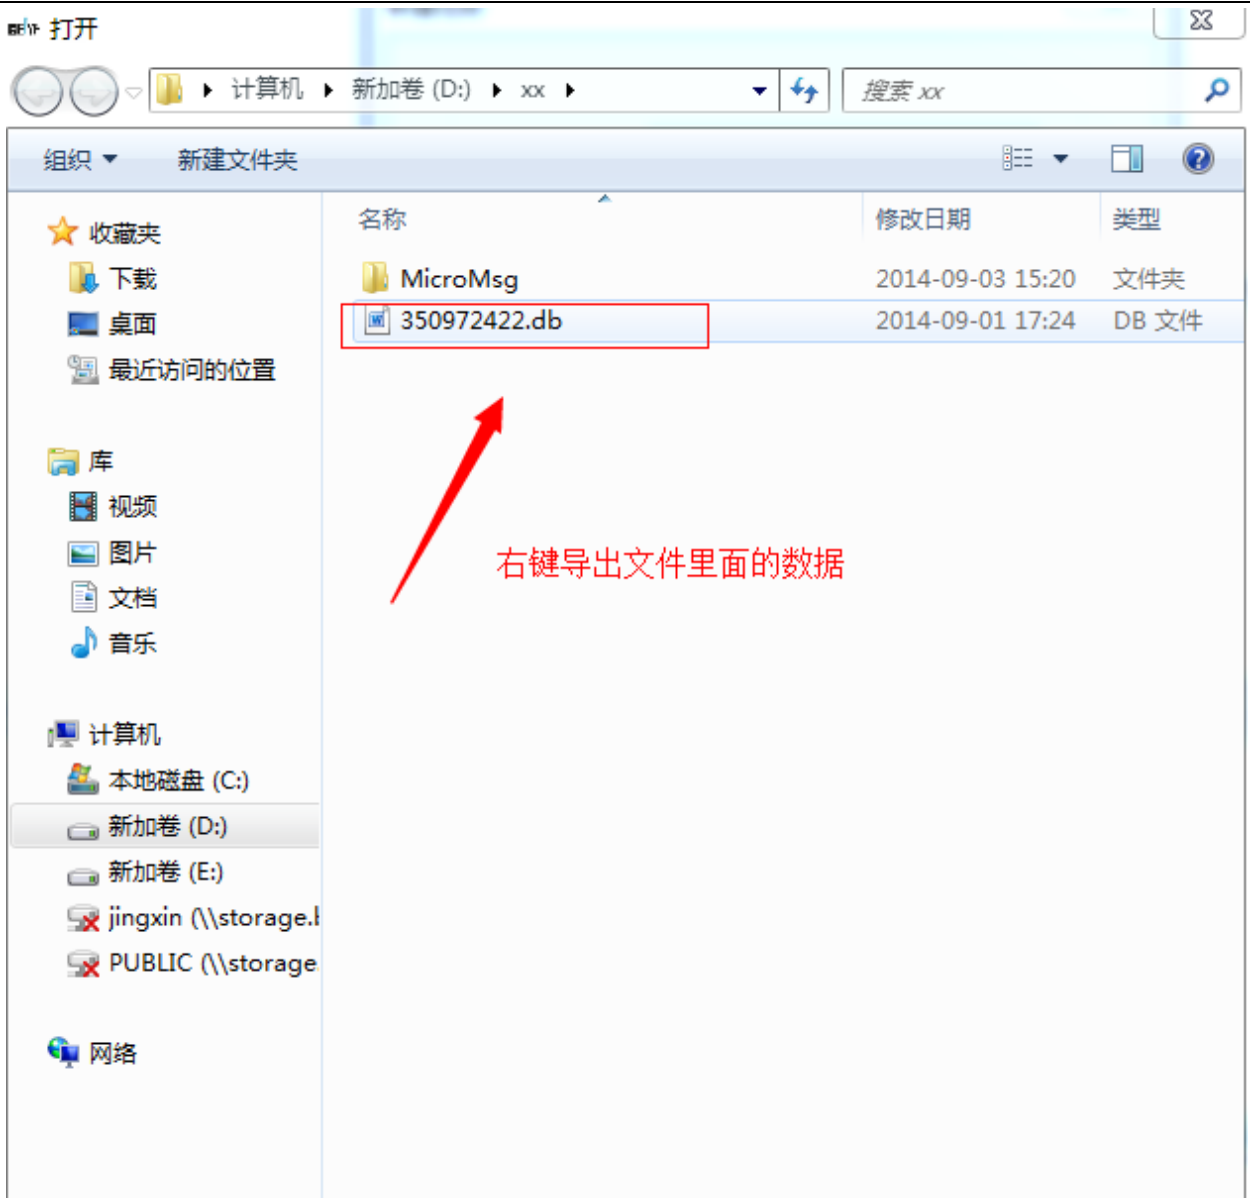 打开
计算机 新加卷 (D:) xx
搜索 xx
组织 新建文件夹
名称 修改日期 类型
收藏夹
下载
桌面
最近访问的位置
库
视频
图片
文档
音乐
计算机
本地磁盘 (C:)
新加卷 (D:)
新加卷 (E:)
jingxin (\\storage.
PUBLIC (\\storage.
网络
MicroMsg 2014-09-03 15:20 文件夹
350972422.db 2014-09-01 17:24 DB 文件
右键导出文件里面的数据